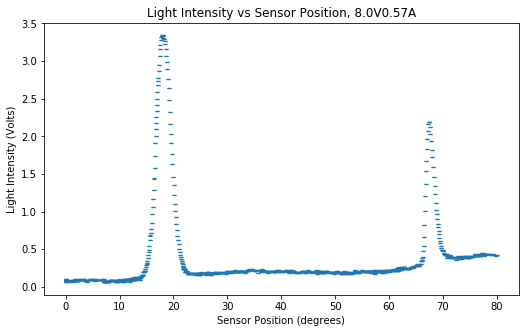 Light Intensity vs Sensor Position, 8.0V0.57A
Light Intensity (Volts)
3.5
3.0
2.5
2.0
1.5
1.0
0.5
0.0
0 10 20 30 40 50 60 70 80
Sensor Position (degrees)